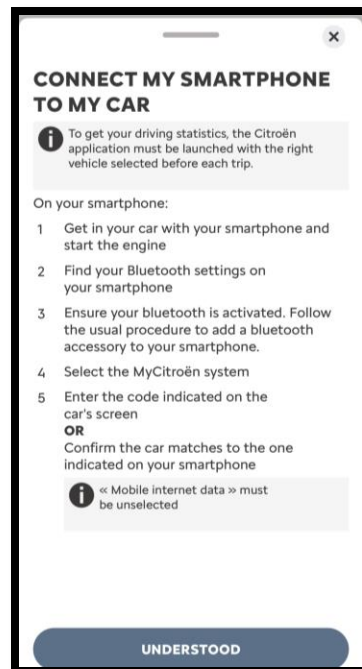 ×
CONNECT MY SMARTPHONE
TO MY CAR
i To get your driving statistics, the Citroën
application must be launched with the right
vehicle selected before each trip.
On your smartphone:
1 Get in your car with your smartphone and
start the engine
2 Find your Bluetooth settings on
your smartphone
3 Ensure your bluetooth is activated. Follow
the usual procedure to add a bluetooth
accessory to your smartphone.
4 Select the MyCitroën system
5 Enter the code indicated on the
car's screen
OR
Confirm the car matches to the one
indicated on your smartphone
i « Mobile internet data » must
be unselected
UNDERSTOOD